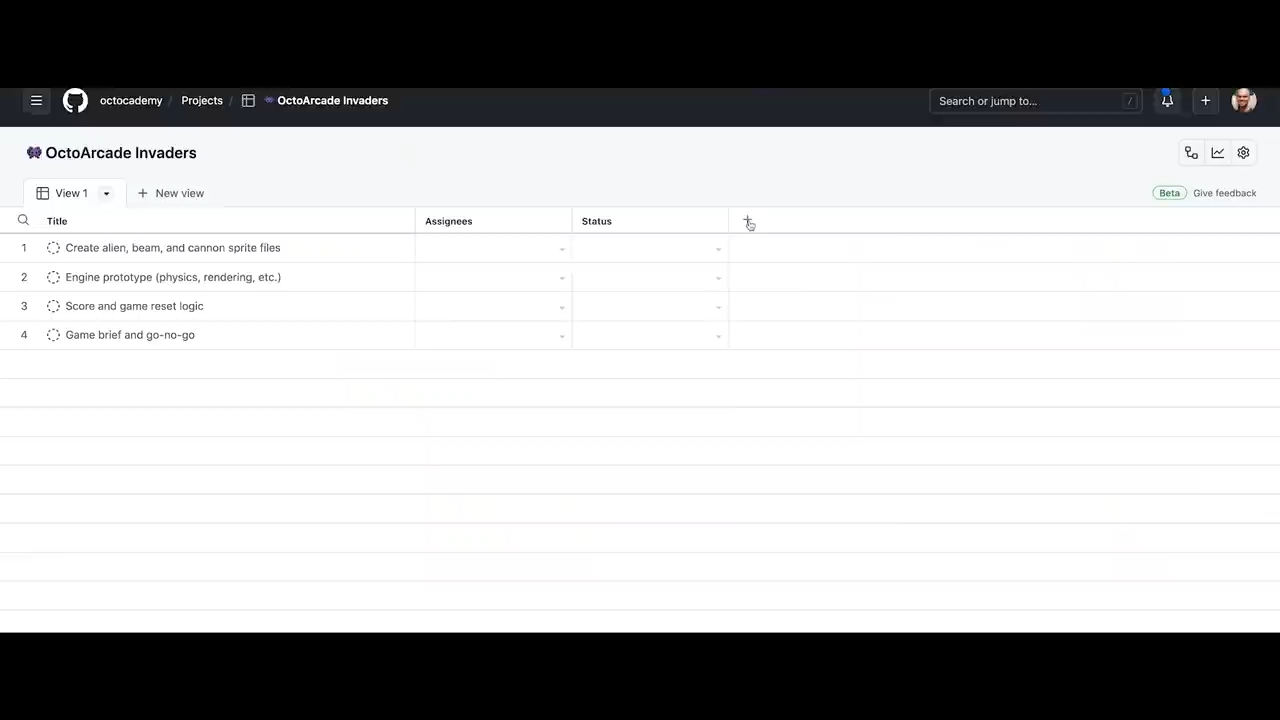 octocademy / Projects / OctoArcade Invaders
Search or jump to... /
OctoArcade Invaders
View 1 + New view
Beta Give feedback
Title Assignees Status +
1 Create alien, beam, and cannon sprite files
2 Engine prototype (physics, rendering, etc.)
3 Score and game reset logic
4 Game brief and go-no-go